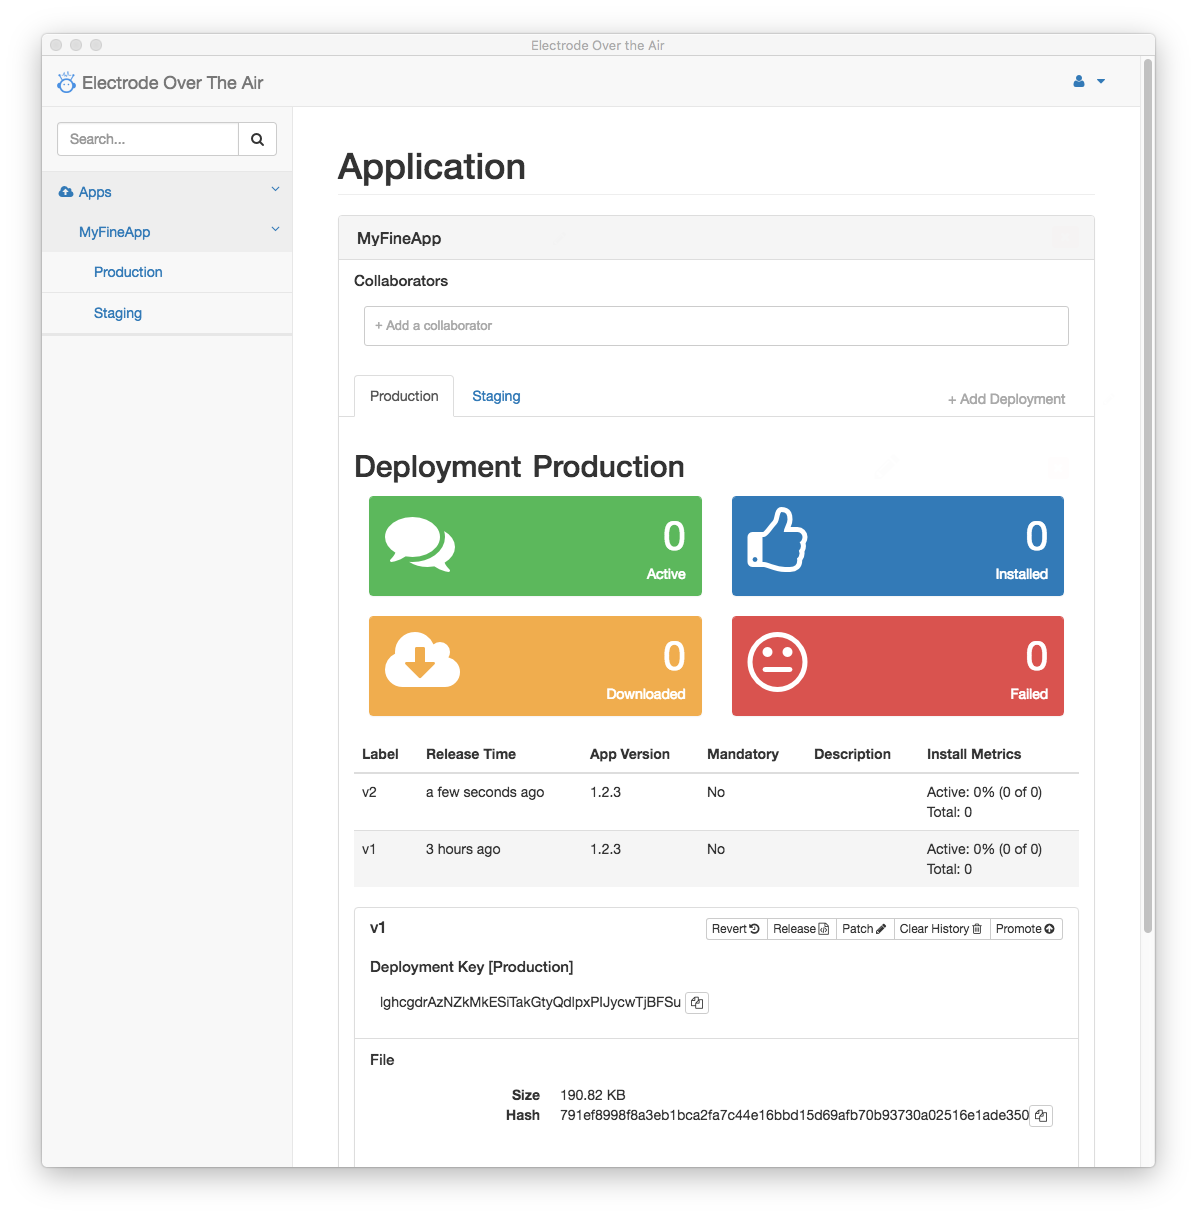 Electrode Over the Air
Electrode Over The Air
Search...
Apps
MyFineApp
Production
Staging
Application
MyFineApp
Collaborators
+ Add a collaborator
Production Staging + Add Deployment
Deployment Production
0
Active
0
Installed
0
Downloaded
0
Failed
Label Release Time App Version Mandatory Description Install Metrics
v2 a few seconds ago 1.2.3 No Active: 0% (0 of 0)
Total: 0
v1 3 hours ago 1.2.3 No Active: 0% (0 of 0)
Total: 0
v1 Revert Release Patch Clear History Promote
Deployment Key [Production]
lghcgdrAzNZkMkESiTakGtyQdlpxPIJycwTjBFSu
File
Size 190.82 KB
Hash 791ef8998f8a3eb1bca2fa7c44e16bbd15d69afb70b93730a02516e1ade350